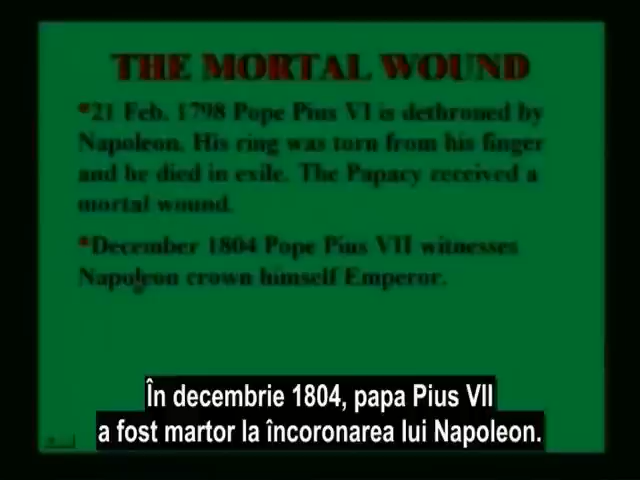 THE MORTAL WOUND
*21 Feb. 1798 Pope Pius VI is dethroned by
Napoleon. His ring was torn from his finger
and he died in exile. The Papacy received a
mortal wound.
*December 1804 Pope Pius VII witnesses
Napoleon crown himself Emperor.
În decembrie 1804, papa Pius VII
a fost martor la încoronarea lui Napoleon.